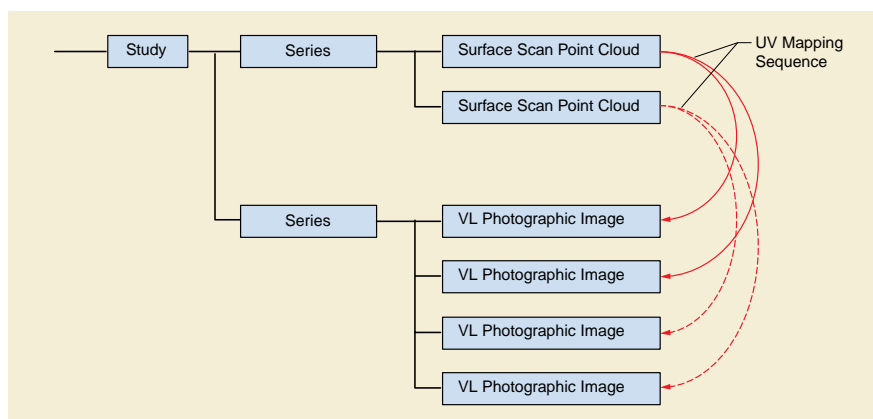 Study
Series
Surface Scan Point Cloud
UV Mapping
Sequence
Surface Scan Point Cloud
Series
VL Photographic Image
VL Photographic Image
VL Photographic Image
VL Photographic Image